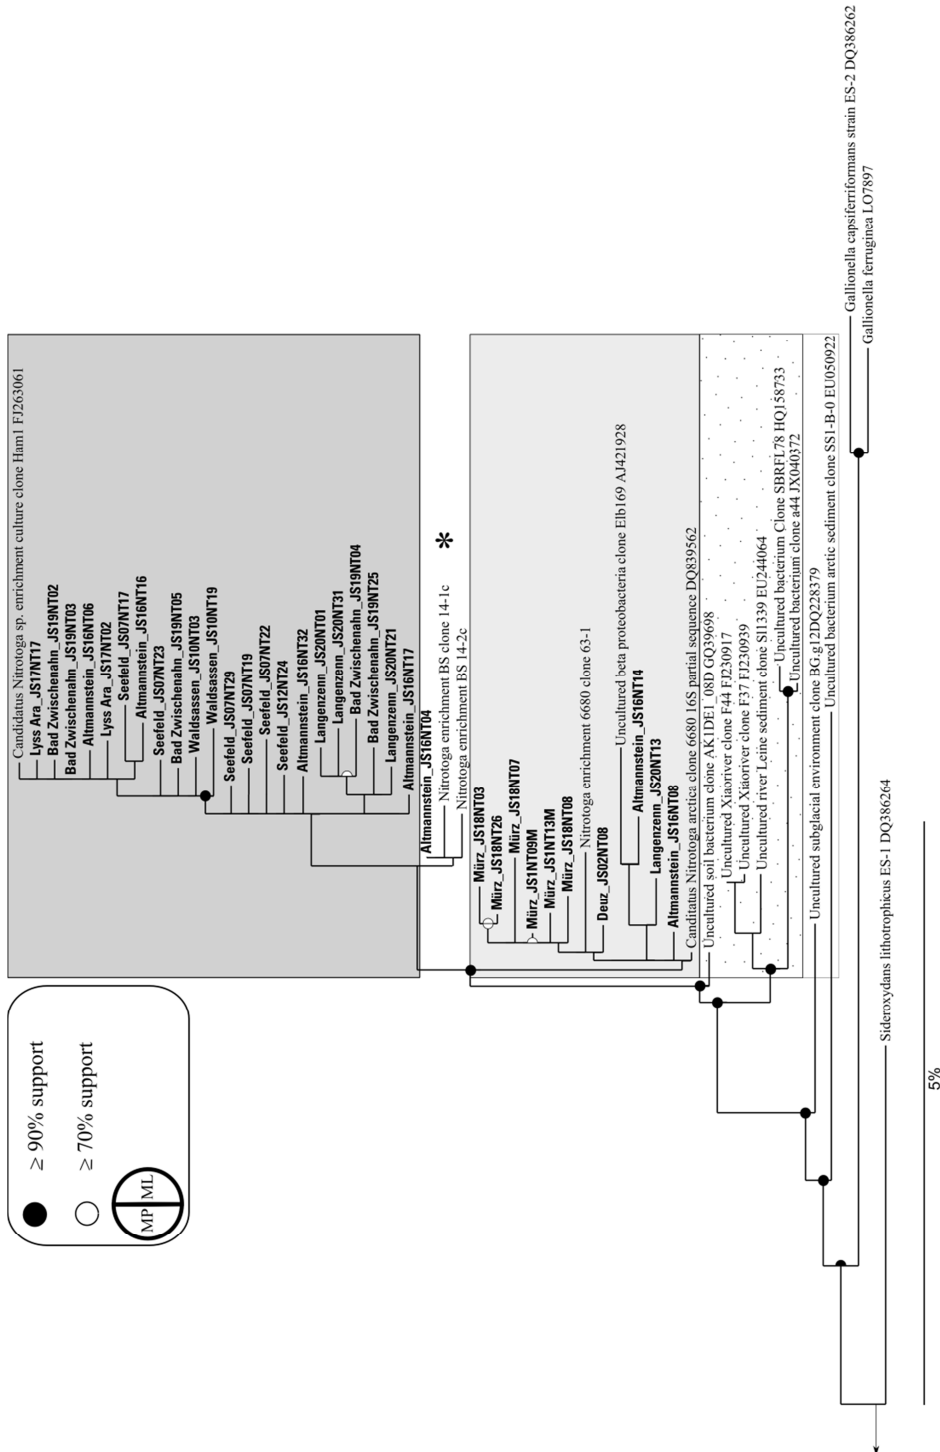 Candidatus Nitrotoga sp. enrichment culture clone Ham1 FJ263061
Lyss Ara_JS17NT17
Bad Zwischenahn_JS19NT02
Bad Zwischenahn_JS19NT03
Altmannstein_JS16NT06
Lyss Ara_JS17NT02
Seefeld_JS07NT17
Altmannstein_JS16NT16
Seefeld_JS07NT23
Bad Zwischenahn_JS19NT05
Waldsassen_JS10NT03
Waldsassen_JS10NT19
Seefeld_JS07NT29
Seefeld_JS07NT19
Seefeld_JS07NT22
Seefeld_JS12NT24
Altmannstein_JS16NT32
Langenzenn_JS20NT01
Langenzenn_JS20NT31
Bad Zwischenahn_JS19NT04
Bad Zwischenahn_JS19NT25
Langenzenn_JS20NT21
Altmannstein_JS16NT17
Altmannstein_JS16NT04
Nitrotoga enrichment BS clone 14-1c
Nitrotoga enrichment BS 14-2c
*
Mürz_JS18NT03
Mürz_JS18NT26
Mürz_JS18NT07
Mürz_JS1NT09M
Mürz_JS1NT13M
Mürz_JS18NT08
Nitrotoga enrichment 6680 clone 63-1
Deuz_JS02NT08
Uncultured beta proteobacteria clone Elb169 AJ421928
Altmannstein_JS16NT14
Langenzenn_JS20NT13
Altmannstein_JS16NT08
Canditatus Nitrotoga arctica clone 6680 16S partial sequence DQ839562
Uncultured soil bacterium clone AK1DE1_08D GQ39698
Uncultured Xiaoriver clone F44 FJ230917
Uncultured Xiaoriver clone F37 FJ230939
Uncultured river Leine sediment clone SI1339 EU244064
Uncultured bacterium Clone SBRFL78 HQ158733
Uncultured bacterium clone a44 JX040372
Uncultured subglacial environment clone BG.g12DQ228379
Uncultured bacterium arctic sediment clone SS1-B-0 EU050922
Gallionella capsiferriformans strain ES-2 DQ386262
Gallionella ferruginea LO7897
Sideroxydans lithotrophicus ES-1 DQ386264
5%
≥ 90% support
≥ 70% support
MP ML